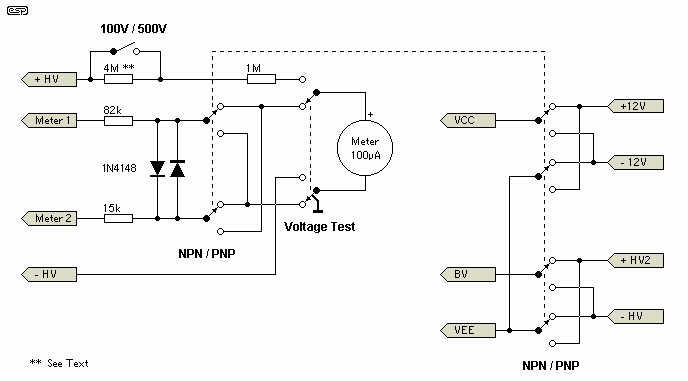 esp
100V / 500V
4M **
1M
+ HV
Meter 1
82k
1N4148
Meter 2
15k
- HV
NPN / PNP
+
Meter
100µA
Voltage Test
VCC
+12V
- 12V
BV
+ HV2
VEE
- HV
NPN / PNP
** See Text